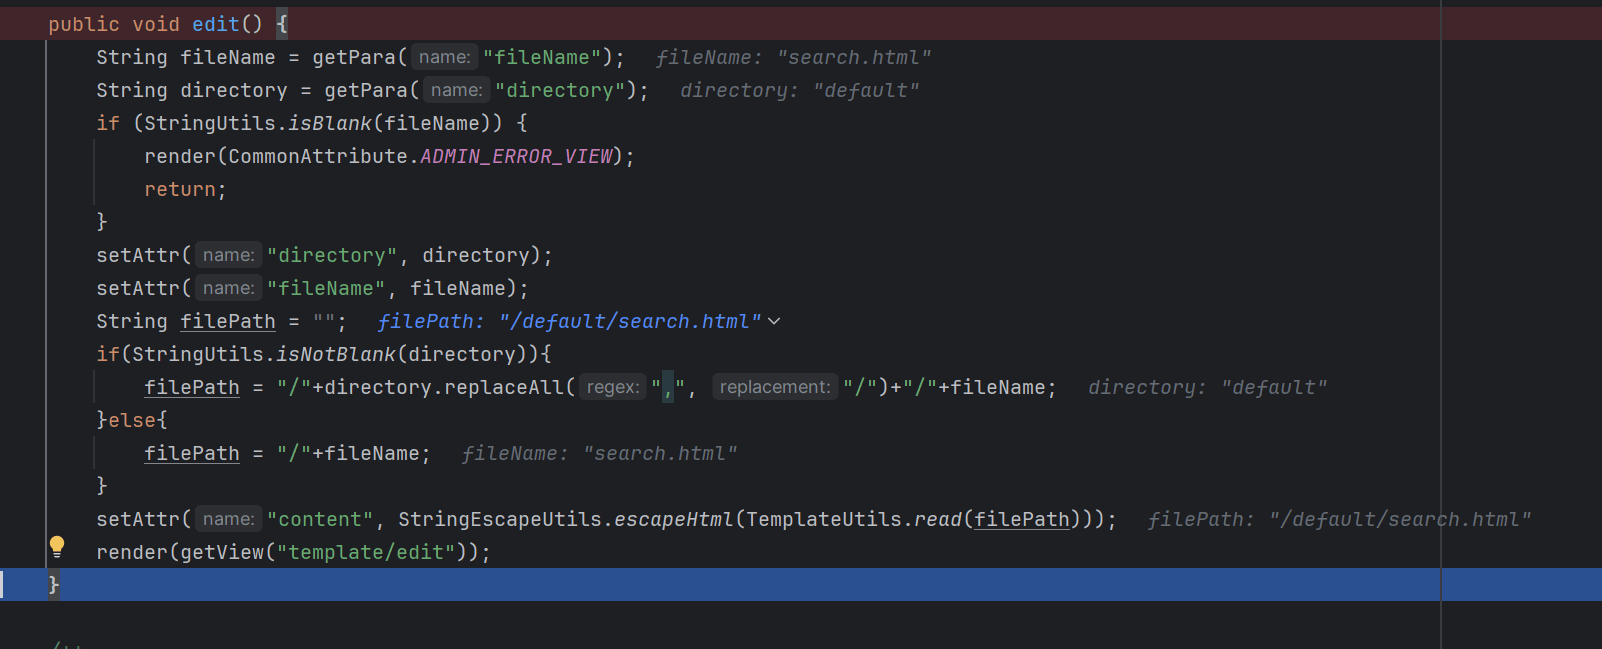 public void edit() {
String fileName = getPara( name: "fileName");   fileName: "search.html"
String directory = getPara( name: "directory");   directory: "default"
if (StringUtils.isBlank(fileName)) {
render(CommonAttribute.ADMIN_ERROR_VIEW);
return;
}
setAttr( name: "directory", directory);
setAttr( name: "fileName", fileName);
String filePath = "";   filePath: "/default/search.html"
if(StringUtils.isNotBlank(directory)){
filePath = "/"+directory.replaceAll( regex: ",", replacement: "/")+"/"+fileName;   directory: "default"
}else{
filePath = "/"+fileName;   fileName: "search.html"
}
setAttr( name: "content", StringEscapeUtils.escapeHtml(TemplateUtils.read(filePath)));   filePath: "/default/search.html"
render(getView("template/edit"));
}